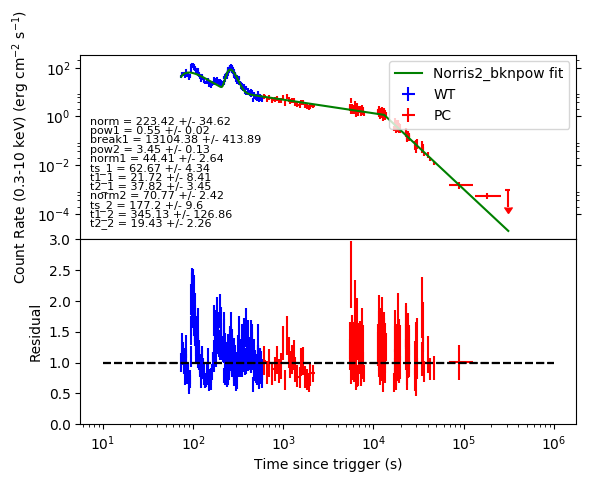 Count Rate (0.3-10 keV) (erg cm⁻² s⁻¹)
10²
10⁰
10⁻²
10⁻⁴
Norris2_bknpow fit
WT
PC
norm = 223.42 +/- 34.62
pow1 = 0.55 +/- 0.02
break1 = 13104.38 +/- 413.89
pow2 = 3.45 +/- 0.13
norm1 = 44.41 +/- 2.64
ts_1 = 62.67 +/- 4.34
t1_1 = 21.72 +/- 8.41
t2_1 = 37.82 +/- 3.45
norm2 = 70.77 +/- 2.42
ts_2 = 177.2 +/- 9.6
t1_2 = 345.13 +/- 126.86
t2_2 = 19.43 +/- 2.26
Residual
3.0
2.5
2.0
1.5
1.0
0.5
0.0
10¹ 10² 10³ 10⁴ 10⁵ 10⁶
Time since trigger (s)